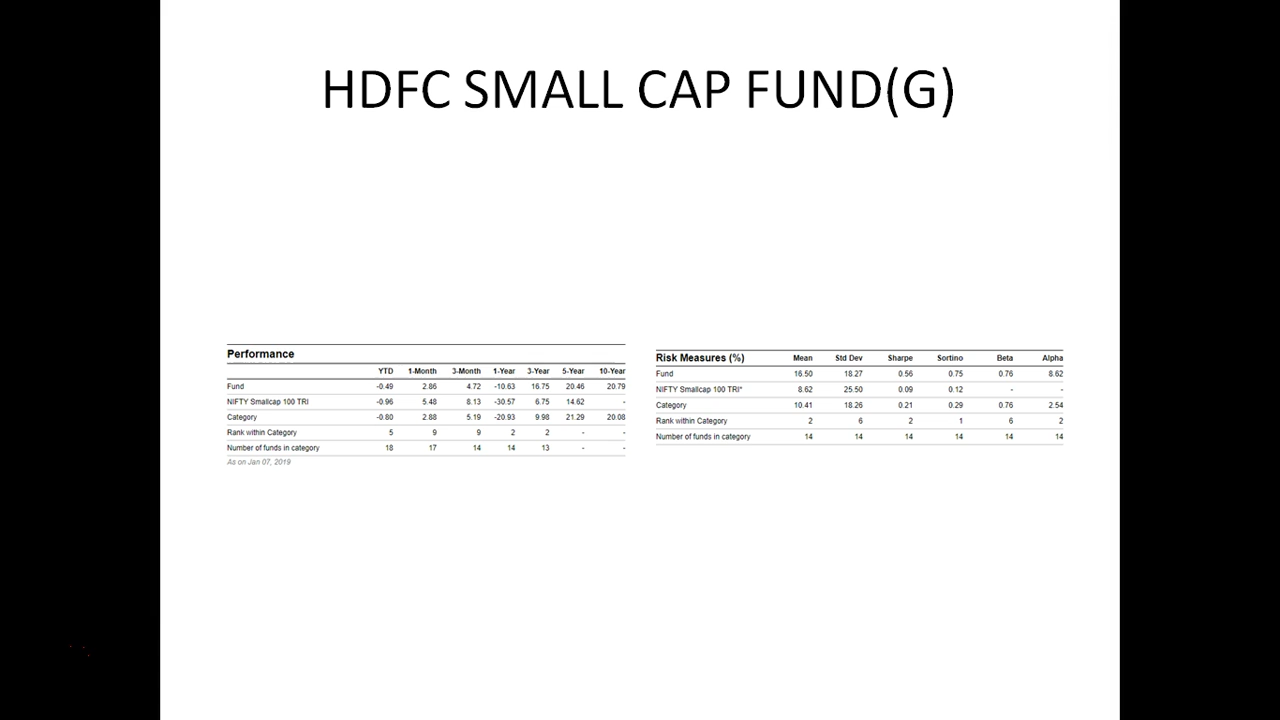 HDFC SMALL CAP FUND(G)
Performance
YTD 1-Month 3-Month 1-Year 3-Year 5-Year 10-Year
Fund -0.49 2.86 4.72 -10.63 16.75 20.46 20.79
NIFTY Smallcap 100 TRI -0.96 5.48 8.13 -30.57 6.75 14.62 -
Category -0.80 2.88 5.19 -20.93 9.98 21.29 20.08
Rank within Category 5 9 9 2 2 - -
Number of funds in category 18 17 14 14 13 - -
As on Jan 07, 2019
Risk Measures (%) Mean Std Dev Sharpe Sortino Beta Alpha
Fund 16.50 18.27 0.56 0.75 0.76 8.62
NIFTY Smallcap 100 TRI* 8.62 25.50 0.09 0.12 - -
Category 10.41 18.26 0.21 0.29 0.76 2.54
Rank within Category 2 6 2 1 6 2
Number of funds in category 14 14 14 14 14 14